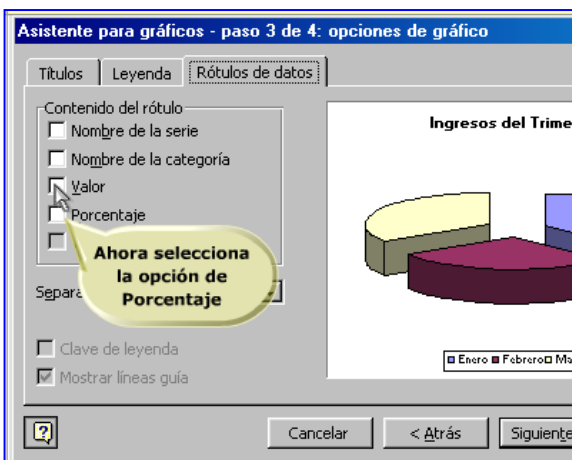 Asistente para gráficos - paso 3 de 4: opciones de gráfico
Títulos
Leyenda
Rótulos de datos
Contenido del rótulo
Nombre de la serie
Nombre de la categoría
Valor
Porcentaje
Ahora selecciona
la opción de
Porcentaje
Separa
Clave de leyenda
Mostrar líneas guía
Ingresos del Trime
Enero Febrero Ma
Cancelar
< Atrás
Siguiente